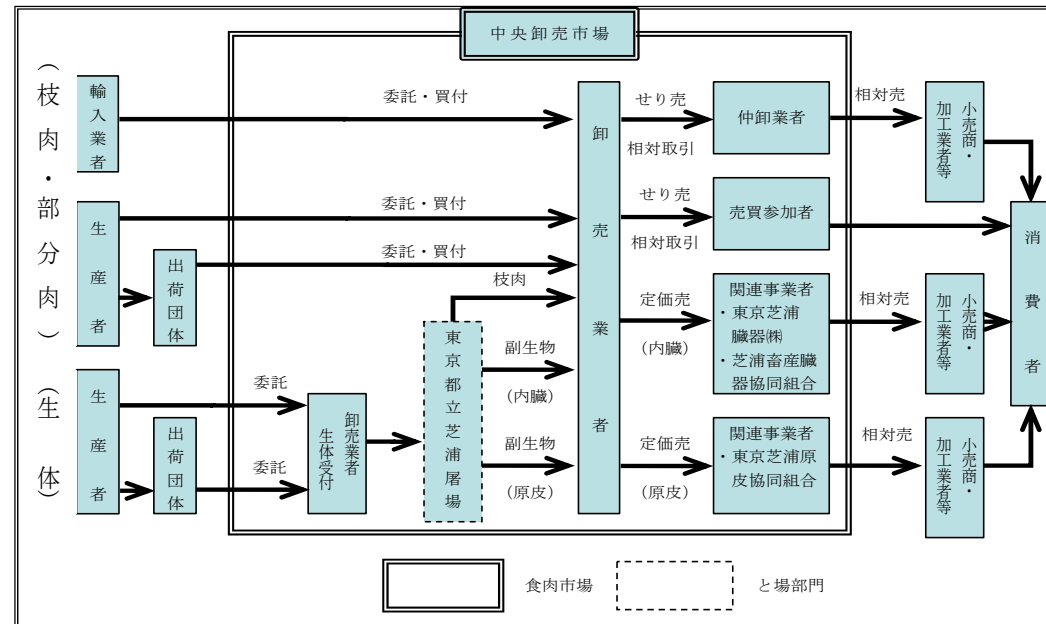 中央卸売市場
（枝肉・部分肉）
輸入業者
委託・買付
生産者
委託・買付
出荷団体
委託・買付
（生体）
生産者
委託
出荷団体
委託
卸売業者
生体受付
東京都立芝浦屠場
枝肉
副生物
（内臓）
副生物
（原皮）
卸売業者
せり売
相対取引
仲卸業者
相対売
小売商・
加工業者等
せり売
相対取引
売買参加者
定価売
（内臓）
関連事業者
・東京芝浦
臓器㈱
・芝浦畜産臓
器協同組合
相対売
小売商・
加工業者等
定価売
（原皮）
関連事業者
・東京芝浦原
皮協同組合
相対売
小売商・
加工業者等
消費者
食肉市場
と場部門